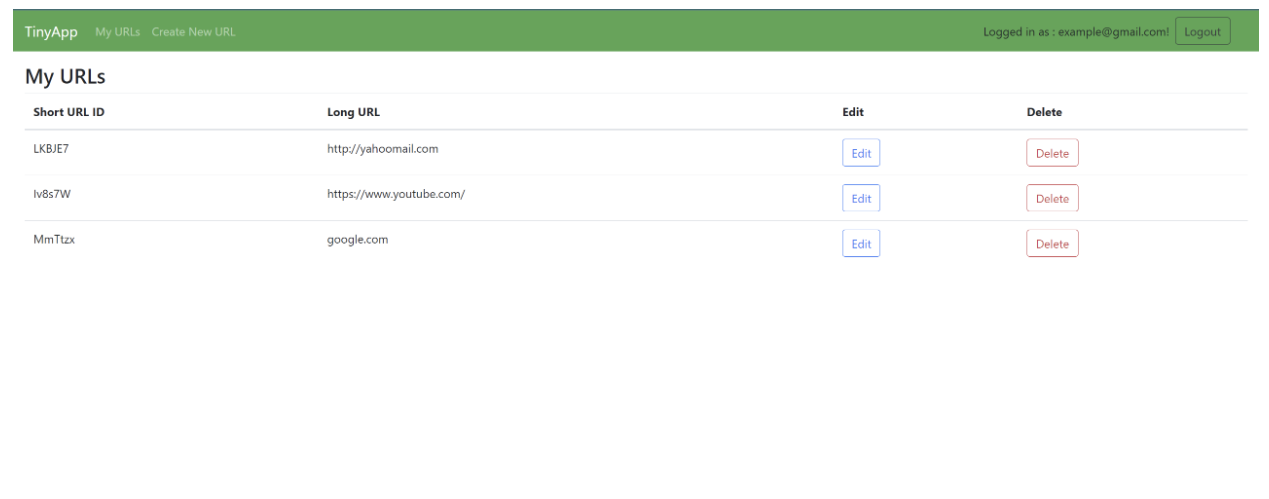 TinyApp My URLs Create New URL Logged in as : example@gmail.com! Logout
My URLs
Short URL ID Long URL Edit Delete
LKBJE7 http://yahoomail.com Edit Delete
Iv8s7W https://www.youtube.com/ Edit Delete
MmTtzx google.com Edit Delete